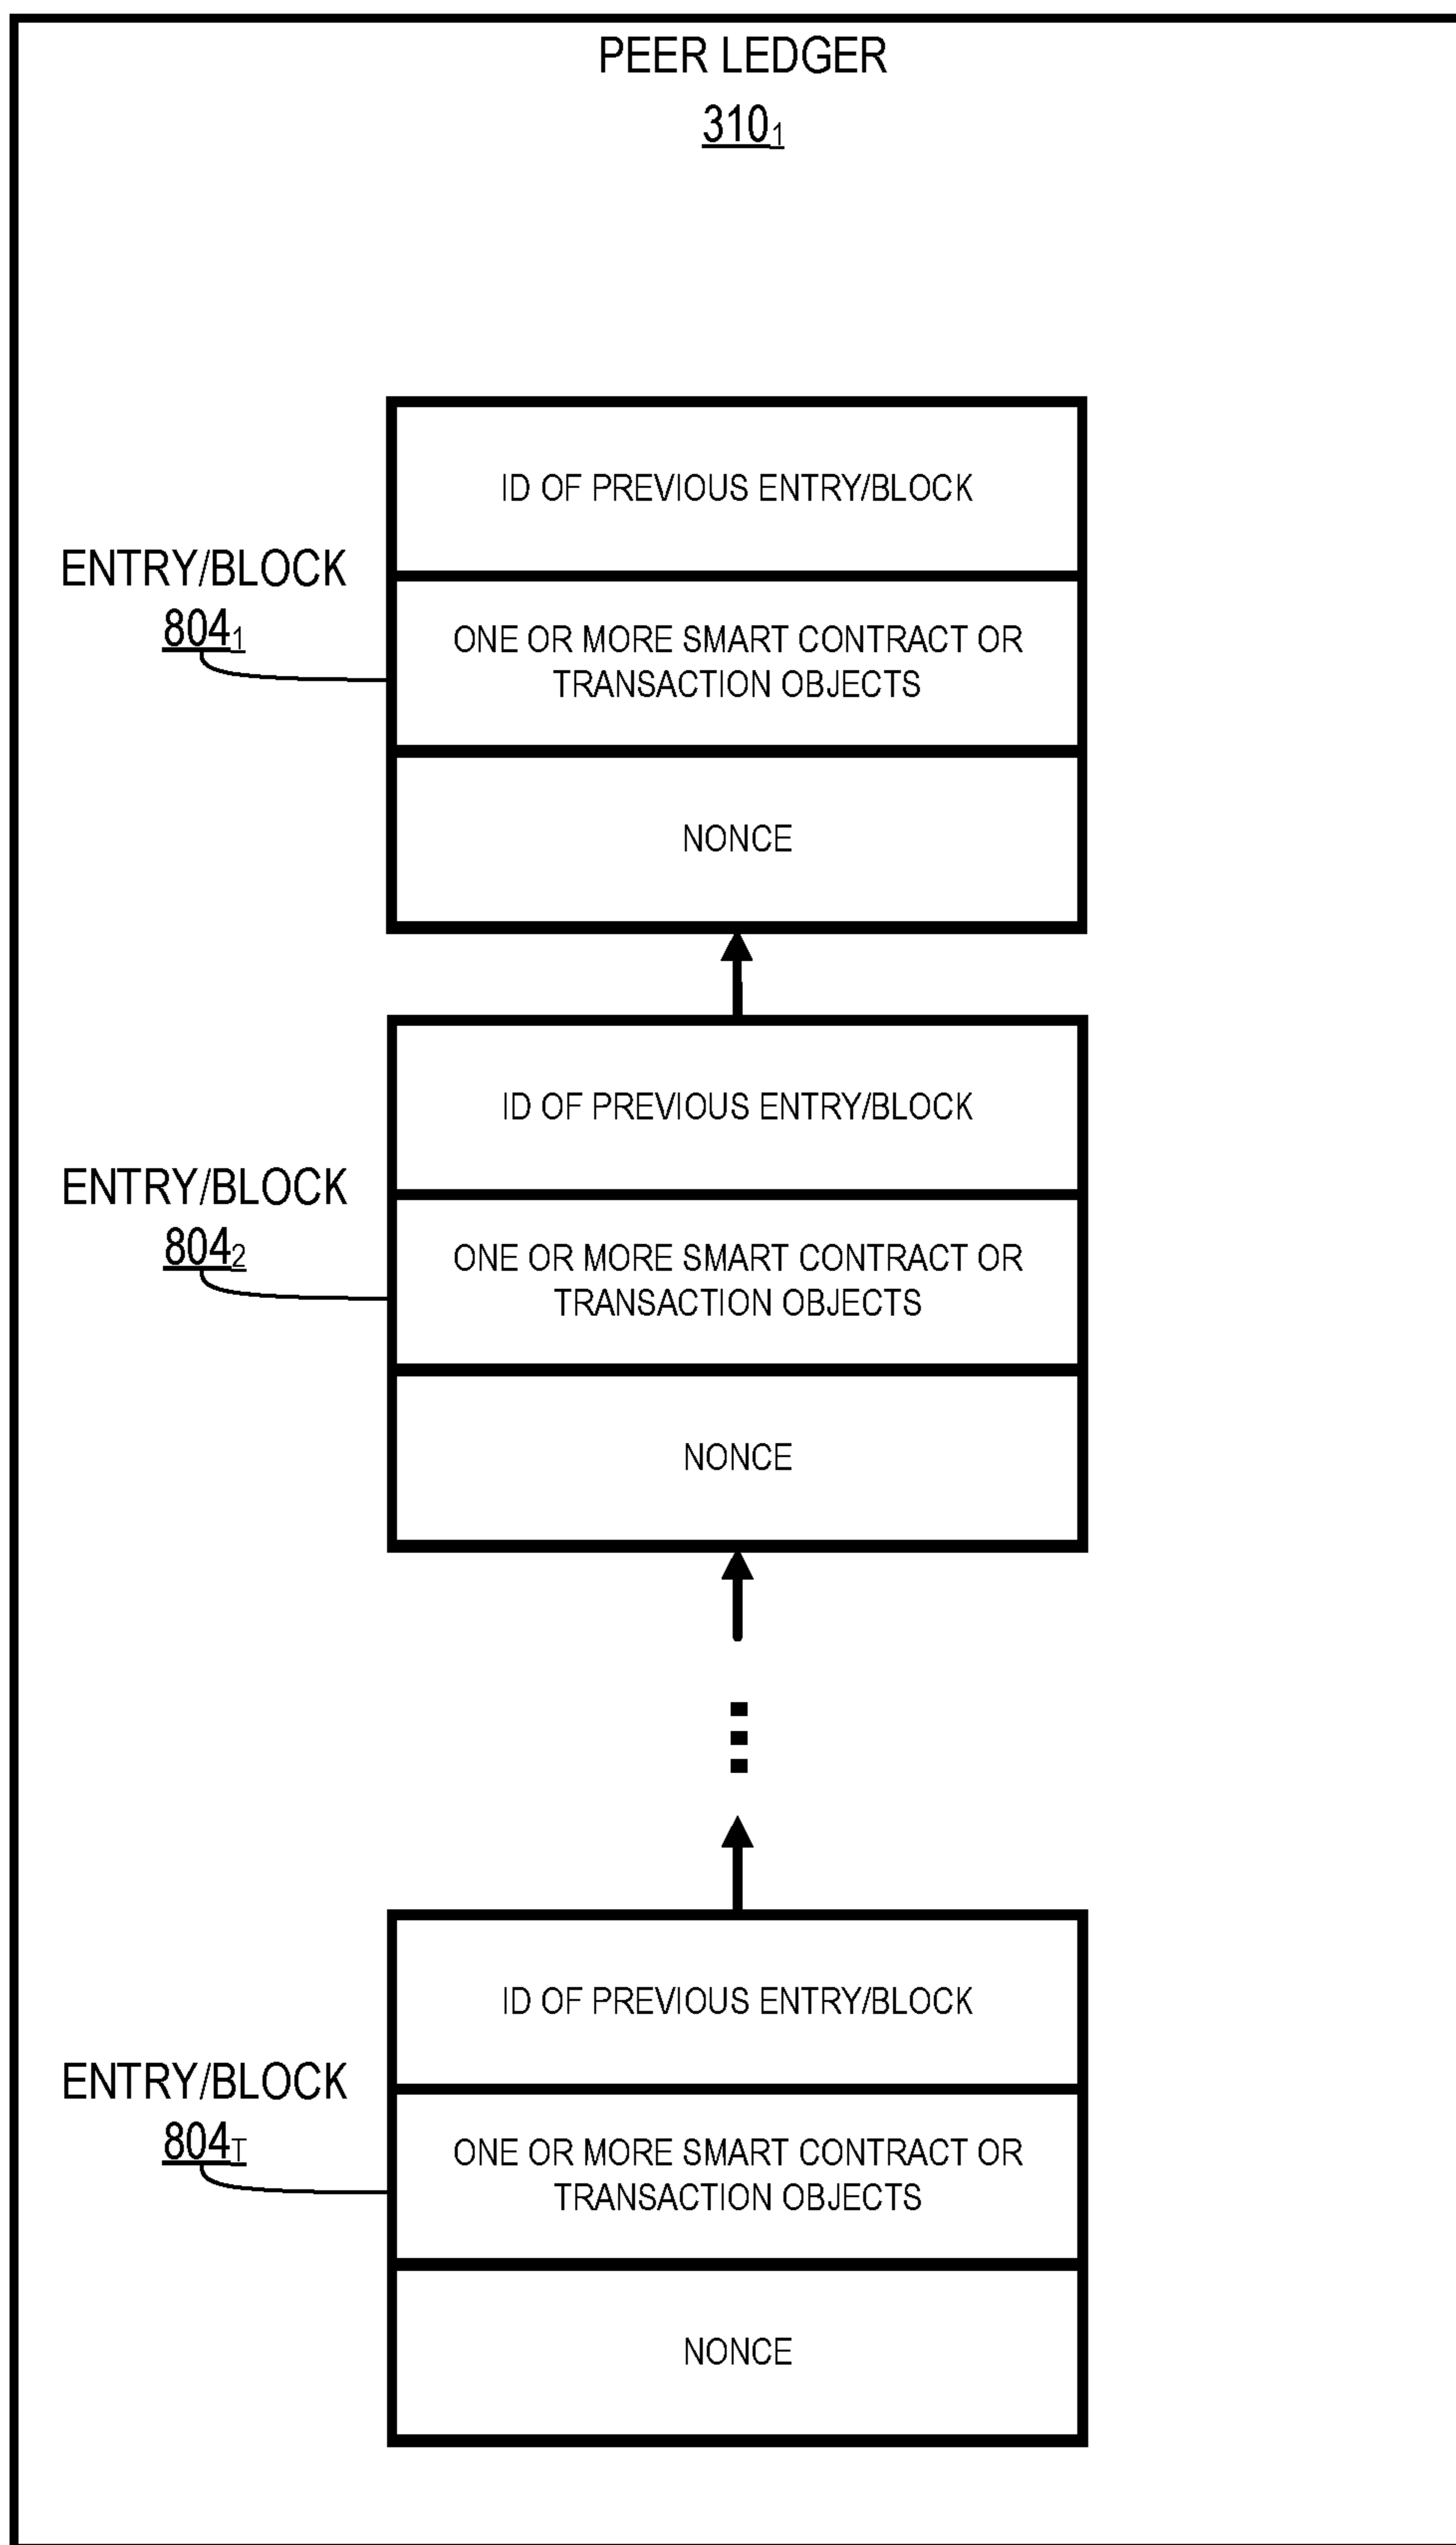 PEER LEDGER
310₁
ID OF PREVIOUS ENTRY/BLOCK
ENTRY/BLOCK
804₁
ONE OR MORE SMART CONTRACT OR
TRANSACTION OBJECTS
NONCE
ID OF PREVIOUS ENTRY/BLOCK
ENTRY/BLOCK
804₂
ONE OR MORE SMART CONTRACT OR
TRANSACTION OBJECTS
NONCE
ID OF PREVIOUS ENTRY/BLOCK
ENTRY/BLOCK
804T
ONE OR MORE SMART CONTRACT OR
TRANSACTION OBJECTS
NONCE